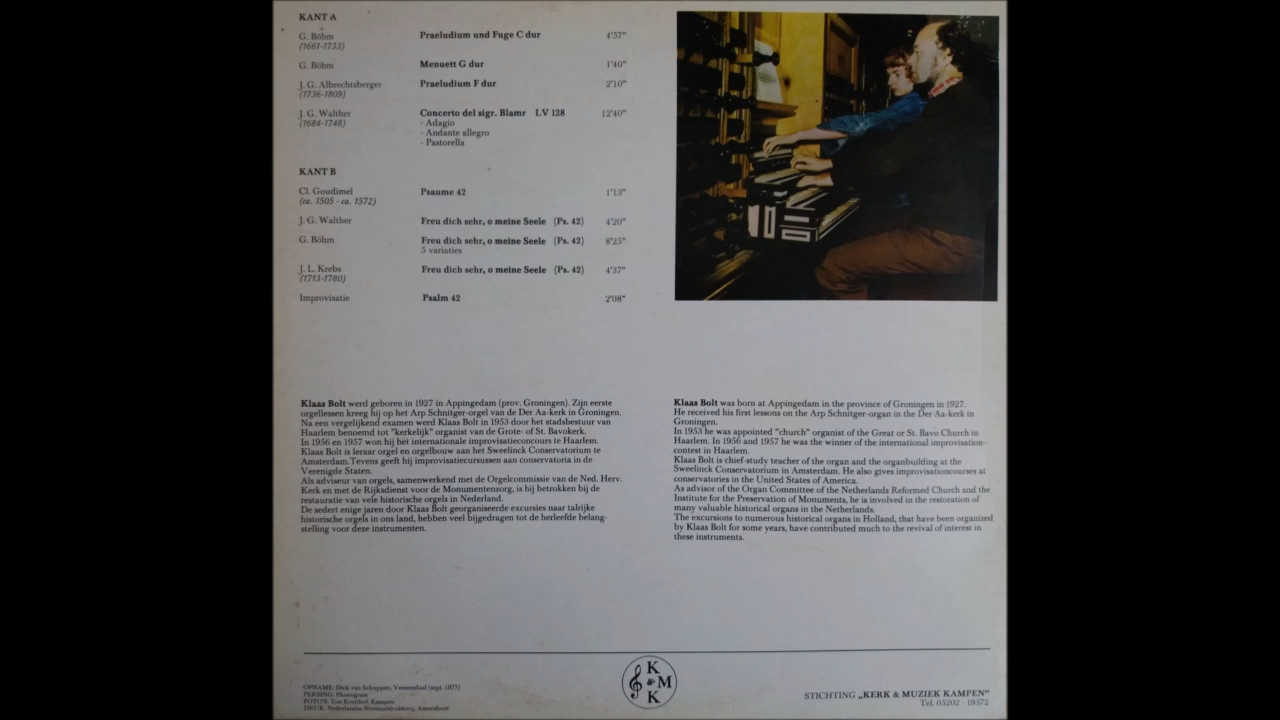 KANT A
G. Böhm Praeludium und Fuge C dur 4'57"
(1661-1733)
G. Böhm Menuett G dur 1'40"
J. G. Albrechtsberger Praeludium F dur 2'10"
(1736-1809)
J. G. Walther Concerto del sigr. Blamr LV 128 12'40"
(1684-1748) - Adagio
- Andante allegro
- Pastorella
KANT B
Cl. Goudimel Psaume 42 1'13"
(ca. 1505 - ca. 1572)
J. G. Walther Freu dich sehr, o meine Seele (Ps. 42) 4'20"
G. Böhm Freu dich sehr, o meine Seele (Ps. 42) 8'25"
5 variaties
J. L. Krebs Freu dich sehr, o meine Seele (Ps. 42) 4'37"
(1713-1780)
Improvisatie Psalm 42 2'08"
Klaas Bolt werd geboren in 1927 in Appingedam (prov. Groningen). Zijn eerste
orgellessen kreeg hij op het Arp Schnitger-orgel van de Der Aa-kerk in Groningen.
Na een vergelijkend examen werd Klaas Bolt in 1953 door het stadsbestuur van
Haarlem benoemd tot "kerkelijk" organist van de Grote- of St. Bavokerk.
In 1956 en 1957 won hij het internationale improvisatieconcours te Haarlem.
Klaas Bolt is leraar orgel en orgelbouw aan het Sweelinck Conservatorium te
Amsterdam.Tevens geeft hij improvisatiecursussen aan conservatoria in de
Verenigde Staten.
Als adviseur van orgels, samenwerkend met de Orgelcommissie van de Ned. Herv.
Kerk en met de Rijksdienst voor de Monumentenzorg, is hij betrokken bij de
restauratie van vele historische orgels in Nederland.
De sedert enige jaren door Klaas Bolt georganiseerde excursies naar talrijke
historische orgels in ons land, hebben veel bijgedragen tot de herleefde belang-
stelling voor deze instrumenten.
Klaas Bolt was born at Appingedam in the province of Groningen in 1927.
He received his first lessons on the Arp Schnitger-organ in the Der Aa-kerk in
Groningen.
In 1953 he was appointed "church" organist of the Great or St. Bavo Church in
Haarlem. In 1956 and 1957 he was the winner of the international improvisation-
contest in Haarlem.
Klaas Bolt is chief-study teacher of the organ and the organbuilding at the
Sweelinck Conservatorium in Amsterdam. He also gives improvisationcourses at
conservatories in the United States of America.
As advisor of the Organ Committee of the Netherlands Reformed Church and the
Institute for the Preservation of Monuments, he is involved in the restoration of
many valuable historical organs in the Netherlands.
The excursions to numerous historical organs in Holland, that have been organized
by Klaas Bolt for some years, have contributed much to the revival of interest in
these instruments.
OPNAME: Dick van Schuppen, Veenendaal (sept. 1977)
PERSING: Phonogram
FOTO'S: Ton Kruithof, Kampen
DRUK: Nederlandse Rotogravure Drukkerij, Amersfoort
K & M K
STICHTING „KERK & MUZIEK KAMPEN"
Tel. 05202 - 19372